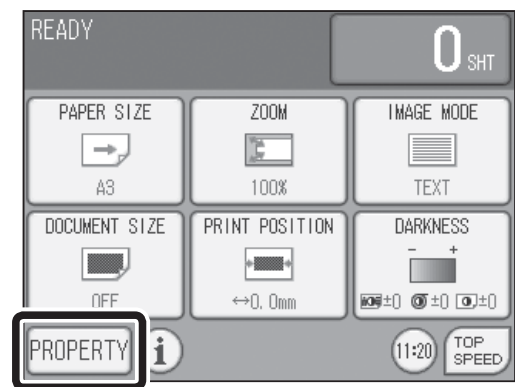 READY
0 SHT
PAPER SIZE ZOOM IMAGE MODE
A3 100% TEXT
DOCUMENT SIZE PRINT POSITION DARKNESS
- +
OFF ↔0. 0mm ±0 ±0 ±0
PROPERTY i 11:20 TOP
SPEED